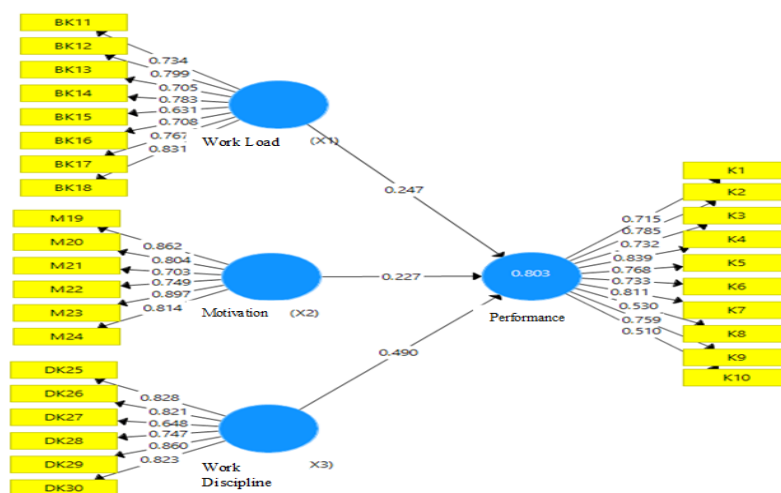 BK11
BK12
BK13
BK14
BK15
BK16
BK17
BK18
0.734
0.799
0.705
0.783
0.631
0.708
0.767
0.831
Work Load (X1)
0.247
M19
M20
M21
M22
M23
M24
0.862
0.804
0.703
0.749
0.897
0.814
Motivation (X2)
0.227
DK25
DK26
DK27
DK28
DK29
DK30
0.828
0.821
0.648
0.747
0.860
0.823
Work X3)
Discipline
0.490
0.803
Performance
0.715
0.785
0.732
0.839
0.768
0.733
0.811
0.530
0.759
0.510
K1
K2
K3
K4
K5
K6
K7
K8
K9
K10